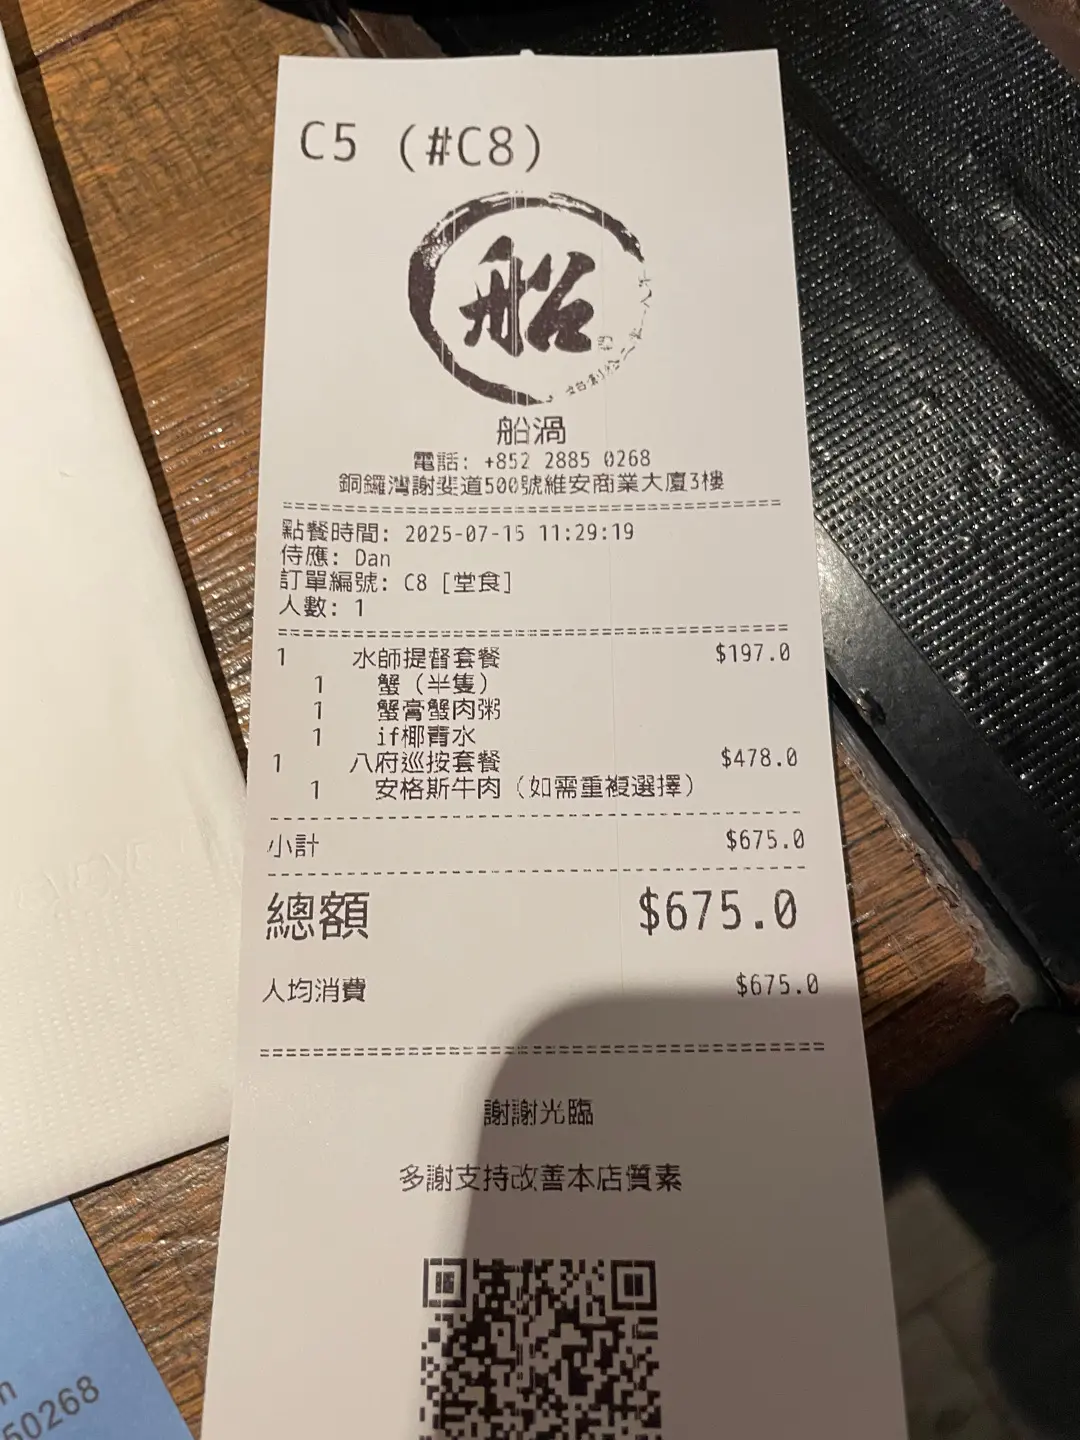 C5 (#C8)
船
船渦
電話: +852 2885 0268
銅鑼灣謝斐道500號維安商業大廈3樓
點餐時間: 2025-07-15 11:29:19
侍應: Dan
訂單編號: C8 [堂食]
人數: 1
1 水師提督套餐 $197.0
1 蟹 (半隻)
1 蟹膏蟹肉粥
1 if椰青水
1 八府巡按套餐 $478.0
1 安格斯牛肉 (如需重複選擇)
小計 $675.0
總額 $675.0
人均消費 $675.0
謝謝光臨
多謝支持改善本店質素
50268